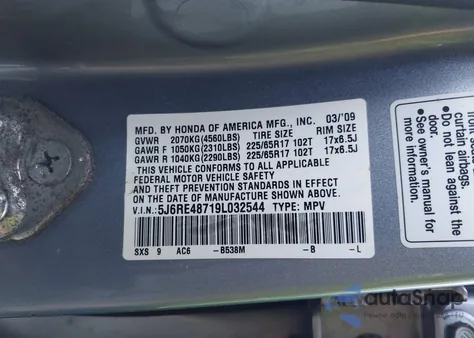 MFD. BY HONDA OF AMERICA MFG., INC. 03/'09
GVWR 2070KG(4560LBS) TIRE SIZE RIM SIZE
GAWR F 1050KG(2310LBS) 225/65R17 102T 17x6.5J
GAWR R 1040KG(2290LBS) 225/65R17 102T 17x6.5J
THIS VEHICLE CONFORMS TO ALL APPLICABLE
FEDERAL MOTOR VEHICLE SAFETY
AND THEFT PREVENTION STANDARDS IN EFFECT
ON THE DATE OF MANUFACTURE SHOWN ABOVE.
V.I.N.: 5J6RE48719L032544 TYPE: MPV
SXS 9 AC6 -B538M -B -L
curtain airbags.
• Do not lean against the
door.
• See owner's manual for
autoAstap